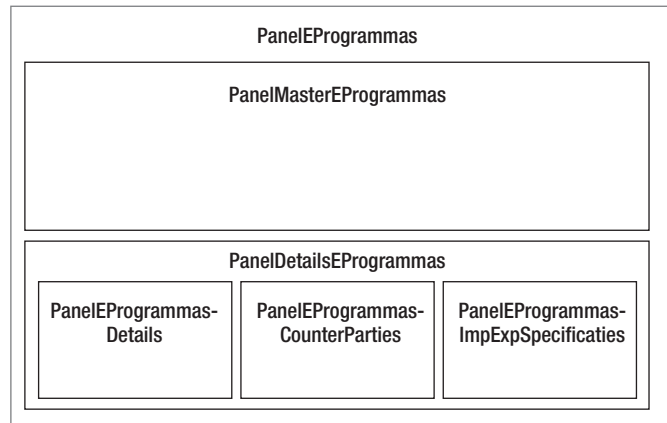 PanelEProgrammas
PanelMasterEProgrammas
PanelDetailsEProgrammas
PanelEProgrammas-
Details
PanelEProgrammas-
CounterParties
PanelEProgrammas-
ImpExpSpecificaties